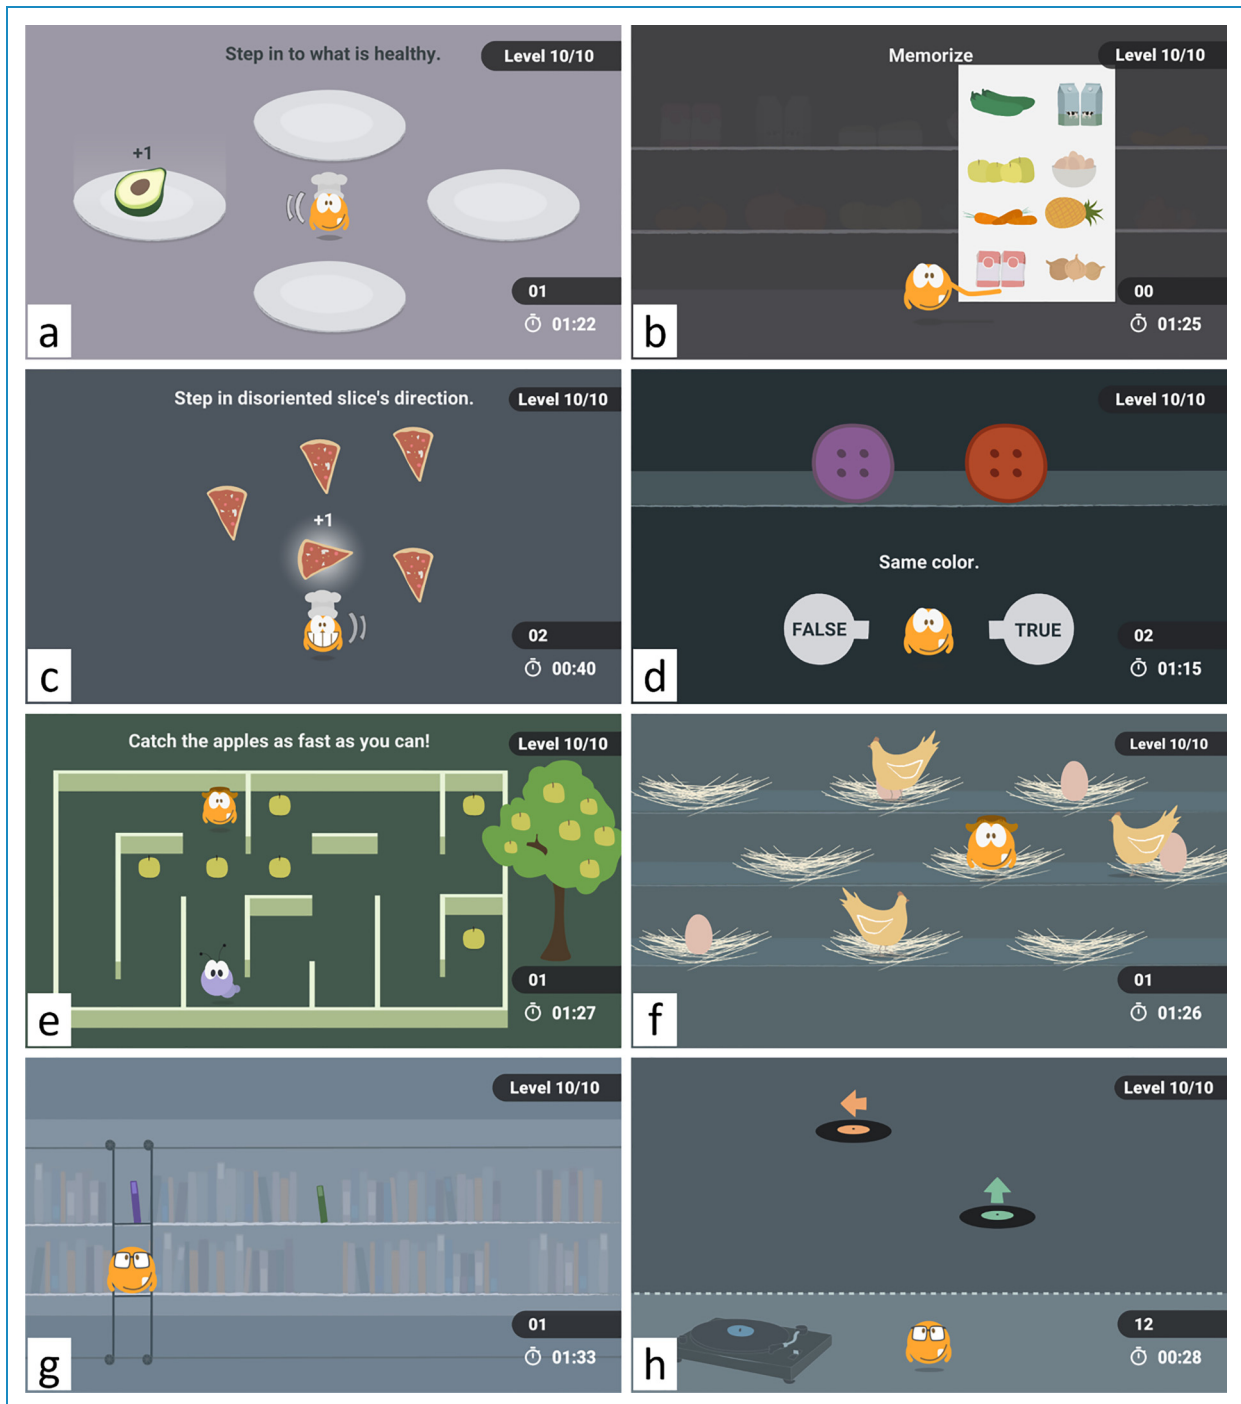 Step in to what is healthy.
Level 10/10
+1
01
01:22
a
Memorize
Level 10/10
00
01:25
b
Step in disoriented slice's direction.
Level 10/10
+1
02
00:40
c
Level 10/10
Same color.
FALSE
TRUE
02
01:15
d
Catch the apples as fast as you can!
Level 10/10
01
01:27
e
Level 10/10
01
01:26
f
Level 10/10
01
01:33
g
Level 10/10
12
00:28
h